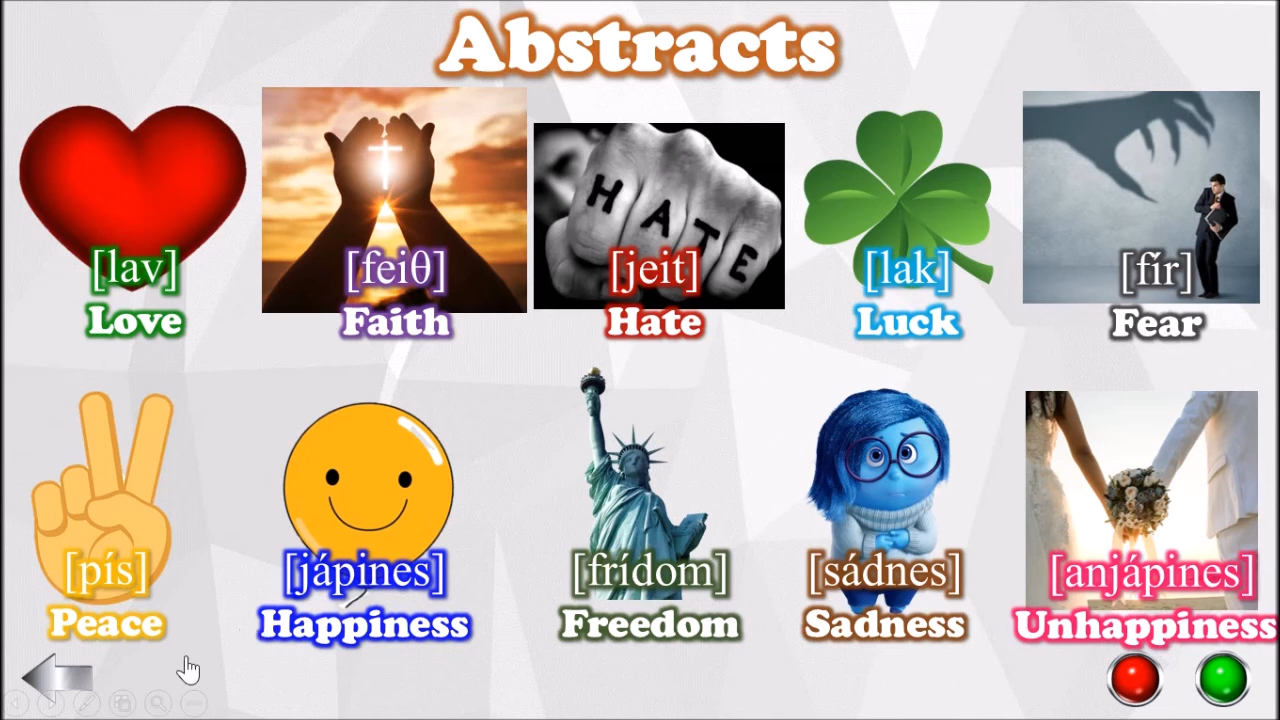 Abstracts
HATE
[lav]
Love
[feiθ]
Faith
[jeit]
Hate
[lak]
Luck
[fír]
Fear
[pís]
Peace
[jápines]
Happiness
[frídom]
Freedom
[sádnes]
Sadness
[anjápines]
Unhappiness